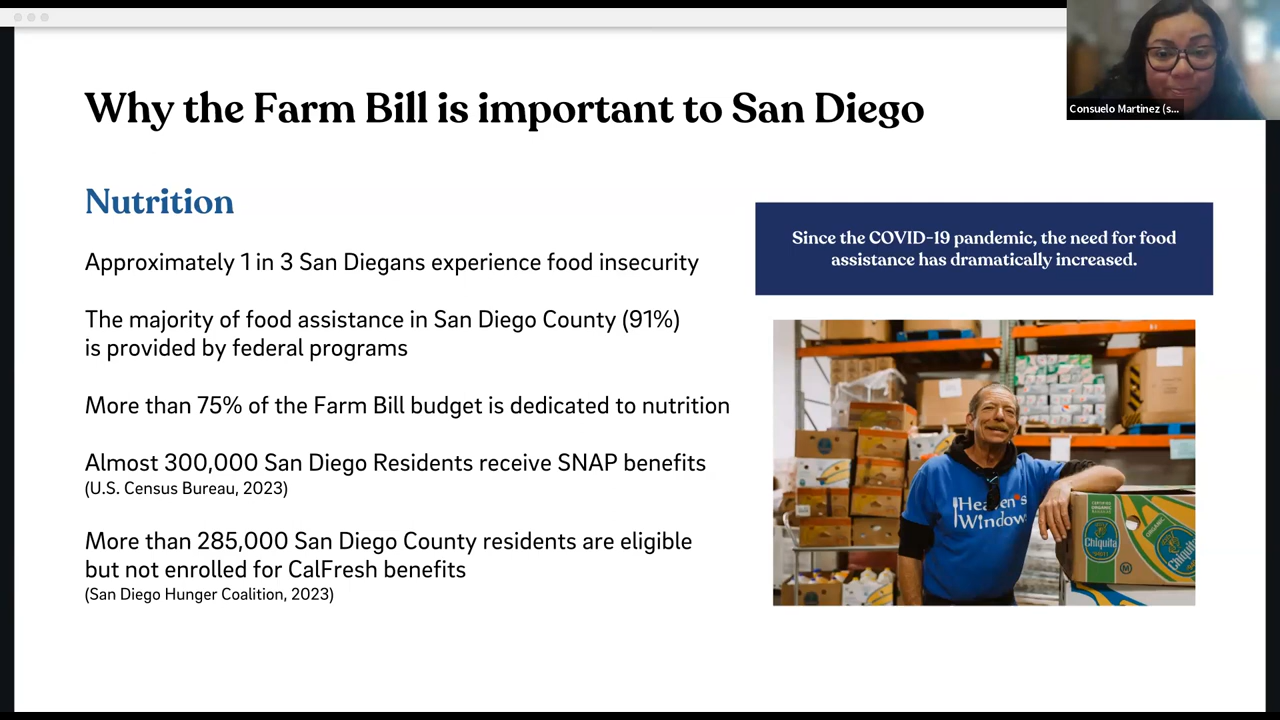 Why the Farm Bill is important to San Diego
Consuelo Martinez (s...
Nutrition
Since the COVID-19 pandemic, the need for food
assistance has dramatically increased.
Approximately 1 in 3 San Diegans experience food insecurity
The majority of food assistance in San Diego County (91%)
is provided by federal programs
More than 75% of the Farm Bill budget is dedicated to nutrition
Almost 300,000 San Diego Residents receive SNAP benefits
(U.S. Census Bureau, 2023)
More than 285,000 San Diego County residents are eligible
but not enrolled for CalFresh benefits
(San Diego Hunger Coalition, 2023)
Heaven's
Windows
ORGANIC
Chiquita
ORGANIC
Chiquita
M